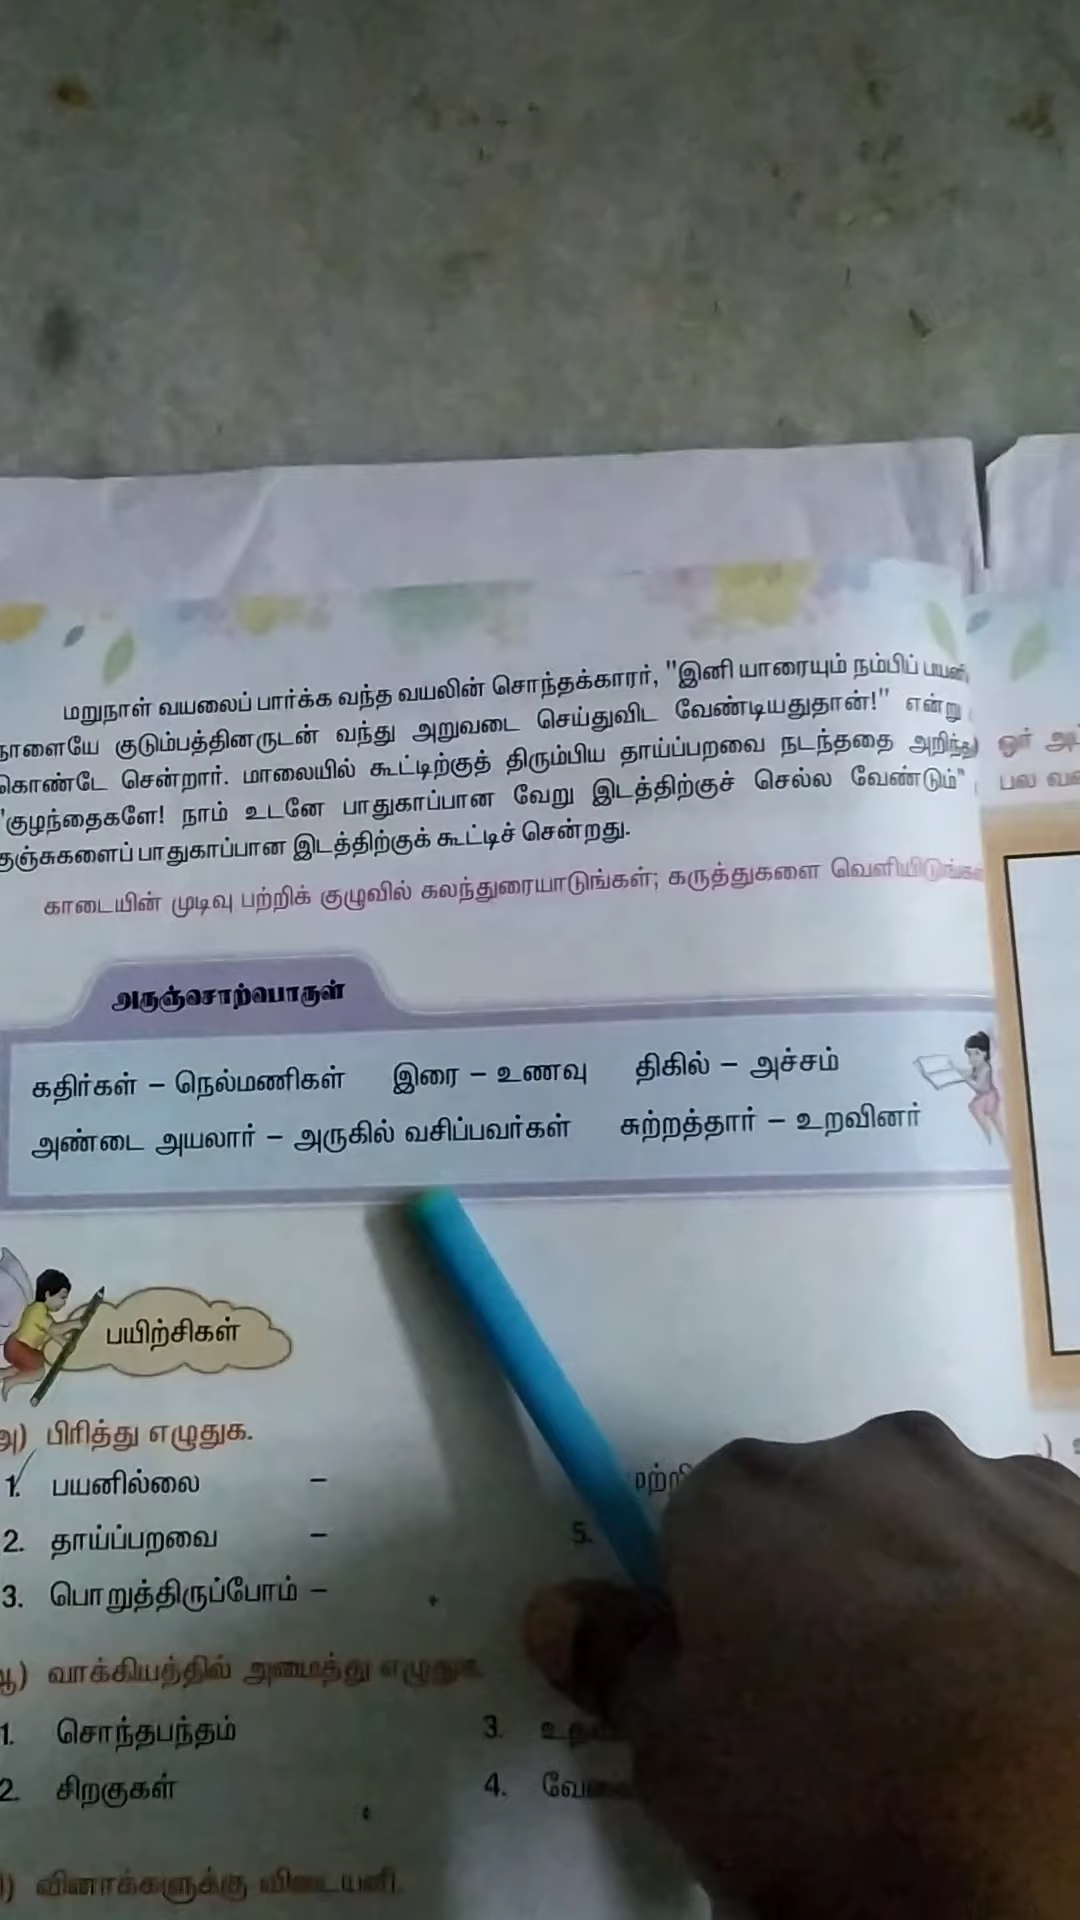 மறுநாள் வயலைப் பார்க்க வந்த வயலின் சொந்தக்காரர், "இனி யாரையும் நம்பிப்
நாளையே குடும்பத்தினருடன் வந்து அறுவடை செய்துவிட வேண்டியதுதான்!" என்று
கொண்டே சென்றார். மாலையில் கூட்டிற்குத் திரும்பிய தாய்ப்பறவை நடந்ததை அறிந்து
"குழந்தைகளே! நாம் உடனே பாதுகாப்பான வேறு இடத்திற்குச் செல்ல வேண்டும்"
பாதுகாப்பான இடத்திற்குக் கூட்டிச் சென்றது.
காடையின் முடிவு பற்றிக் குழுவில் கலந்துரையாடுங்கள்; கருத்துகளை
ஓர்
பல
அருஞ்சொற்பொருள்
கதிர்கள் – நெல்மணிகள் இரை – உணவு திகில் – அச்சம்
அண்டை அயலார் – அருகில் வசிப்பவர்கள் சுற்றத்தார் – உறவினர்
பயிற்சிகள்
அ) பிரித்து எழுதுக.
1. பயனில்லை –
2. தாய்ப்பறவை – 5.
3. பொறுத்திருப்போம் –
வாக்கியத்தில் அமைத்து எழுதுக.
1. சொந்தபந்தம் 3.
2. சிறகுகள் 4.
வினாக்களுக்கு விடையளி.